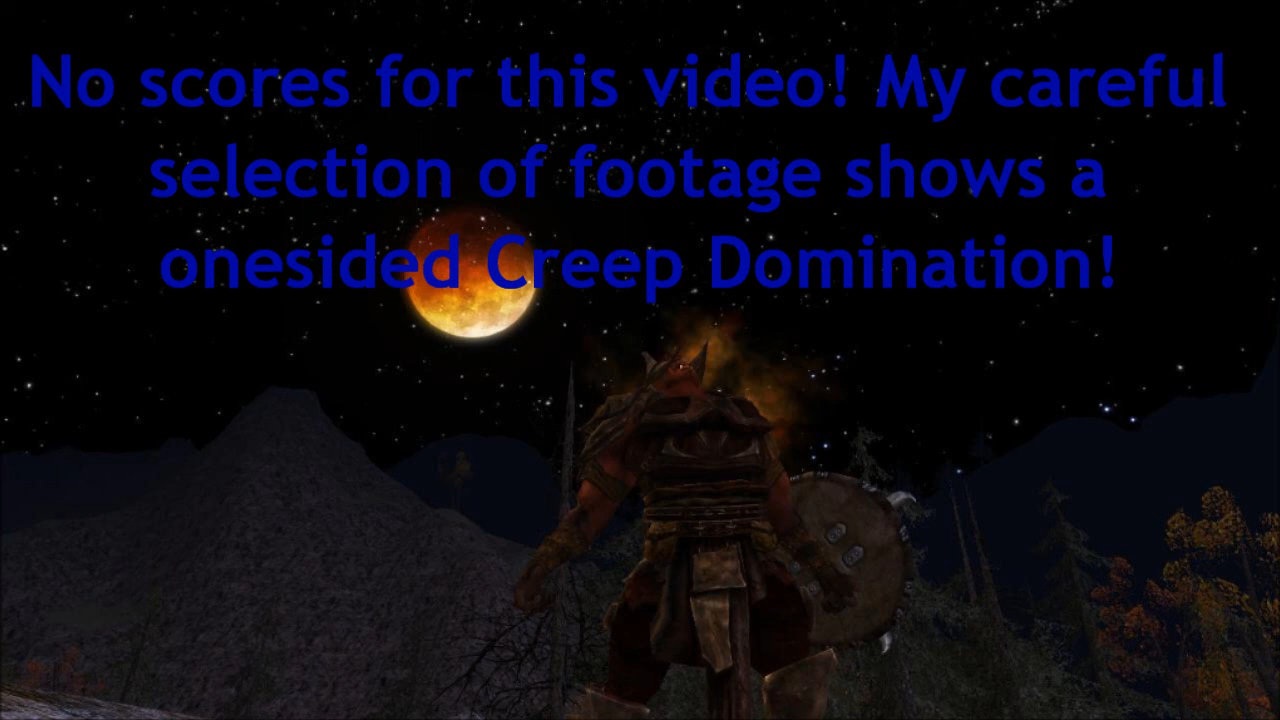 No scores for this video! My careful
selection of footage shows a
onesided Creep Domination!